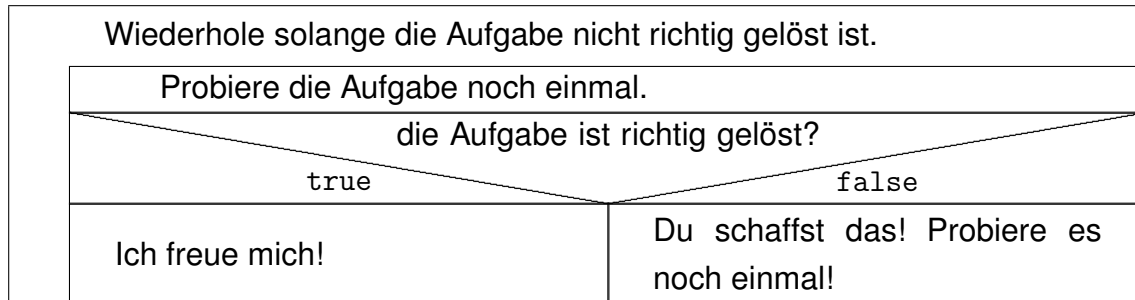 Wiederhole solange die Aufgabe nicht richtig gelöst ist.
Probiere die Aufgabe noch einmal.
die Aufgabe ist richtig gelöst?
true
false
Ich freue mich!
Du schaffst das! Probiere es
noch einmal!